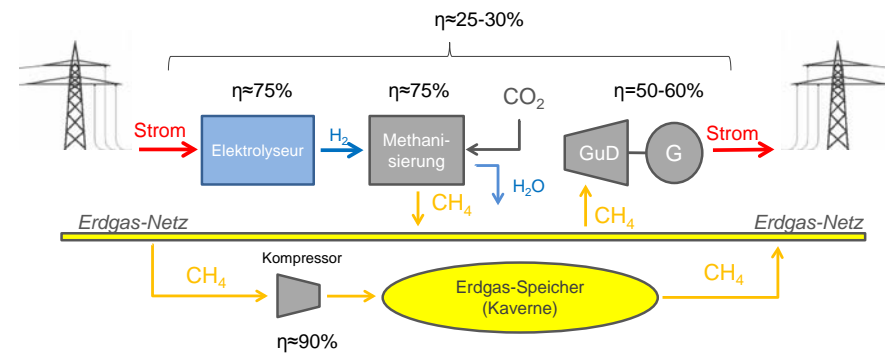 η≈25-30%
η≈75%
η≈75%
CO₂
η=50-60%
Strom
Elektrolyseur
H₂
Methani-
sierung
H₂O
GuD
G
Strom
CH₄
CH₄
Erdgas-Netz
Erdgas-Netz
CH₄
Kompressor
η≈90%
Erdgas-Speicher
(Kaverne)
CH₄